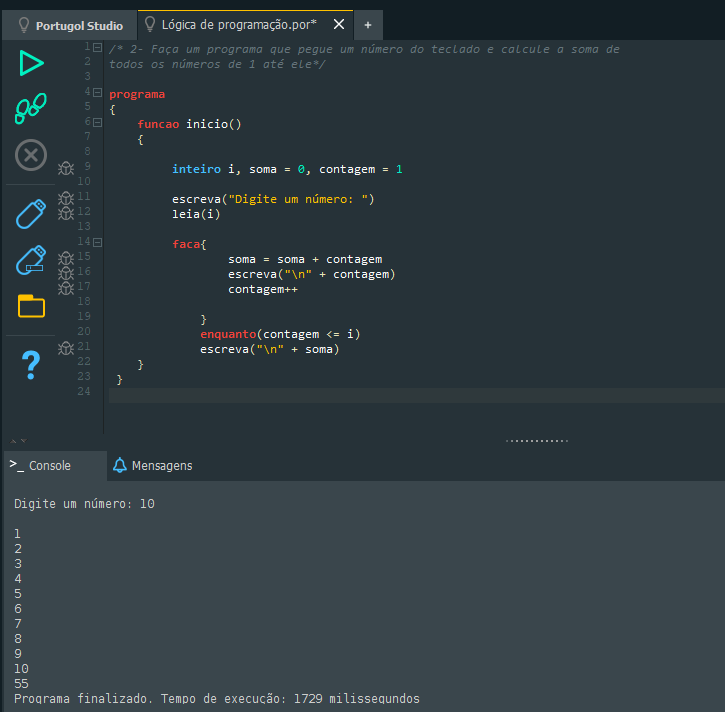 Portugol Studio
Lógica de programação.por*
+
1 /* 2- Faça um programa que pegue um número do teclado e calcule a soma de
2 todos os números de 1 até ele*/
3
4 programa
5 {
6 funcao inicio()
7 {
8
9 inteiro i, soma = 0, contagem = 1
10
11 escreva("Digite um número: ")
12 leia(i)
13
14 faca{
15 soma = soma + contagem
16 escreva("\n" + contagem)
17 contagem++
18
19 }
20 enquanto(contagem <= i)
21 escreva("\n" + soma)
22 }
23 }
24
>_ Console
Mensagens
Digite um número: 10
1
2
3
4
5
6
7
8
9
10
55
Programa finalizado. Tempo de execução: 1729 milissegundos